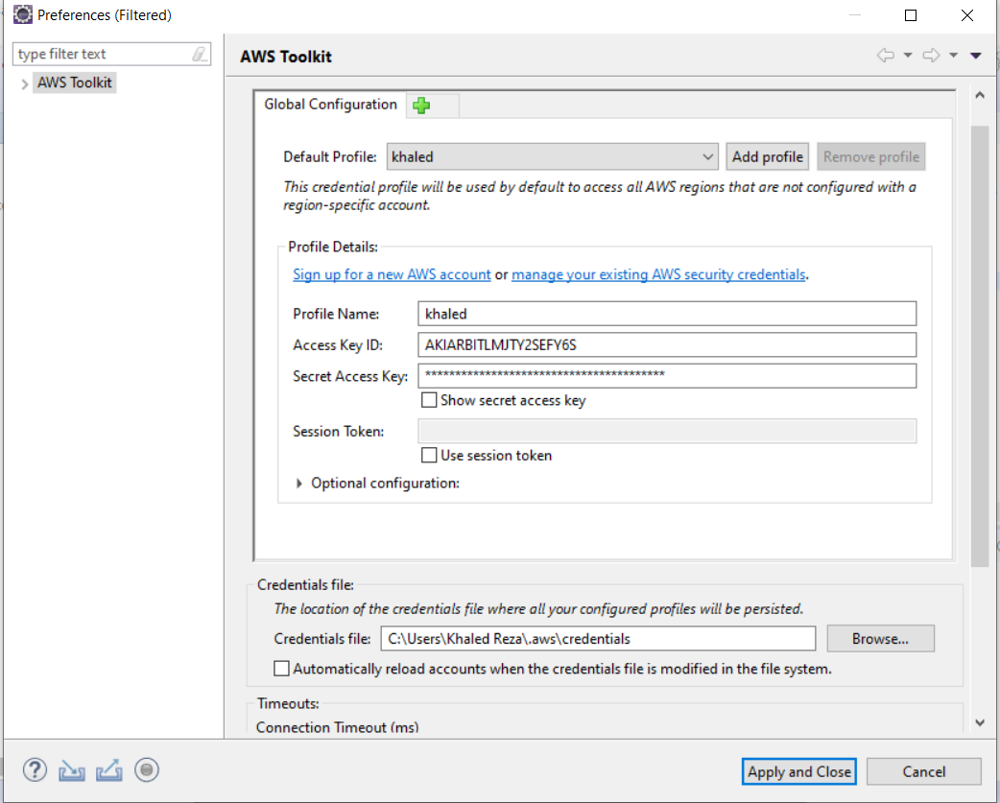 Preferences (Filtered)
type filter text
AWS Toolkit
AWS Toolkit
Global Configuration
Default Profile: khaled Add profile Remove profile
This credential profile will be used by default to access all AWS regions that are not configured with a
region-specific account.
Profile Details:
Sign up for a new AWS account or manage your existing AWS security credentials.
Profile Name: khaled
Access Key ID: AKIARBITLMJTY2SEFY6S
Secret Access Key: ****************************************
Show secret access key
Session Token:
Use session token
Optional configuration:
Credentials file:
The location of the credentials file where all your configured profiles will be persisted.
Credentials file: C:\Users\Khaled Reza\.aws\credentials Browse...
Automatically reload accounts when the credentials file is modified in the file system.
Timeouts:
Connection Timeout (ms)
Apply and Close Cancel